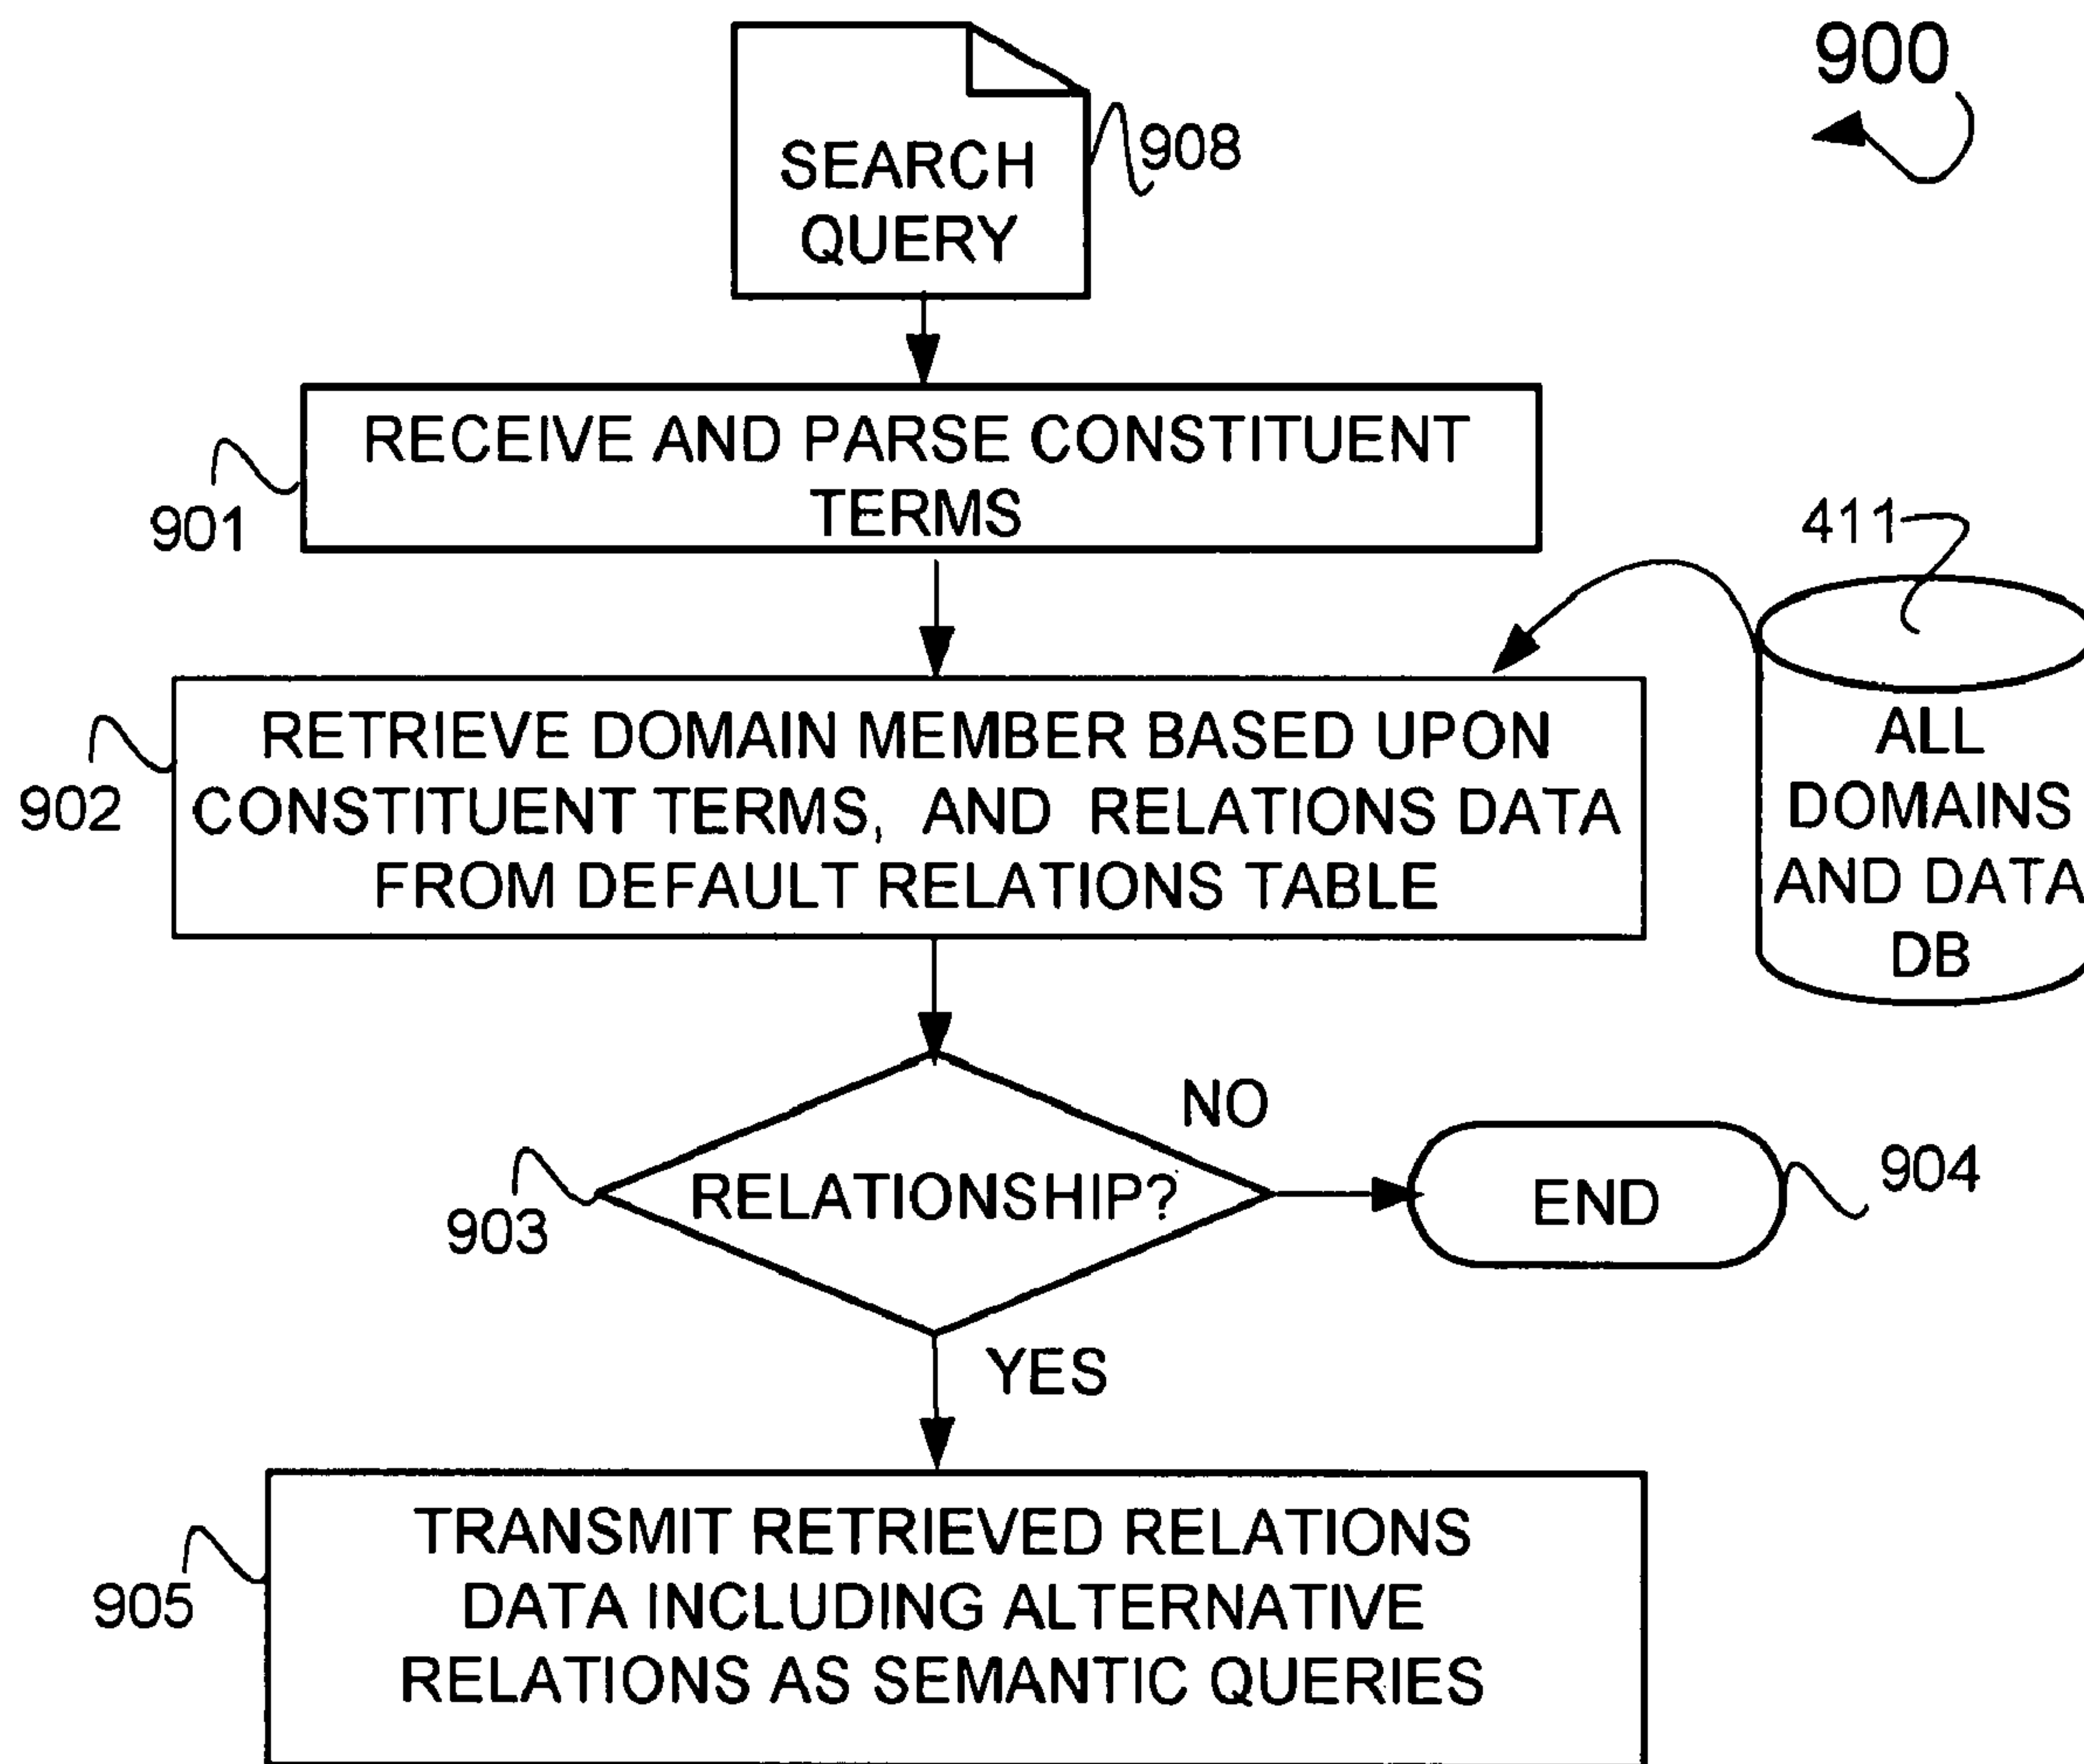 900
SEARCH
QUERY
908
RECEIVE AND PARSE CONSTITUENT
TERMS
901
411
RETRIEVE DOMAIN MEMBER BASED UPON
CONSTITUENT TERMS, AND RELATIONS DATA
FROM DEFAULT RELATIONS TABLE
902
ALL
DOMAINS
AND DATA
DB
NO
RELATIONSHIP?
903
END
904
YES
TRANSMIT RETRIEVED RELATIONS
DATA INCLUDING ALTERNATIVE
RELATIONS AS SEMANTIC QUERIES
905